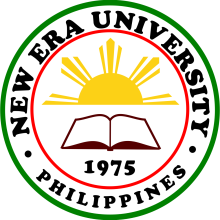 NEW ERA UNIVERSITY
1975
• PHILIPPINES •